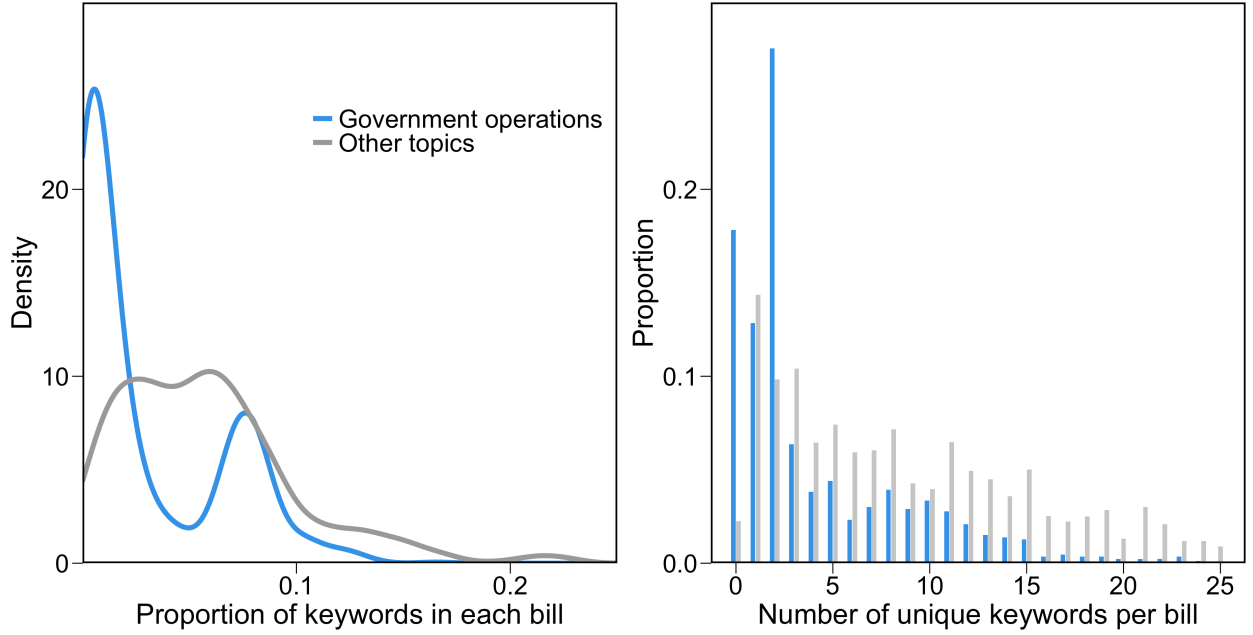 Density
20
10
0
0.1
0.2
Proportion of keywords in each bill
Government operations
Other topics
Proportion
0.2
0.1
0.0
0
5
10
15
20
25
Number of unique keywords per bill